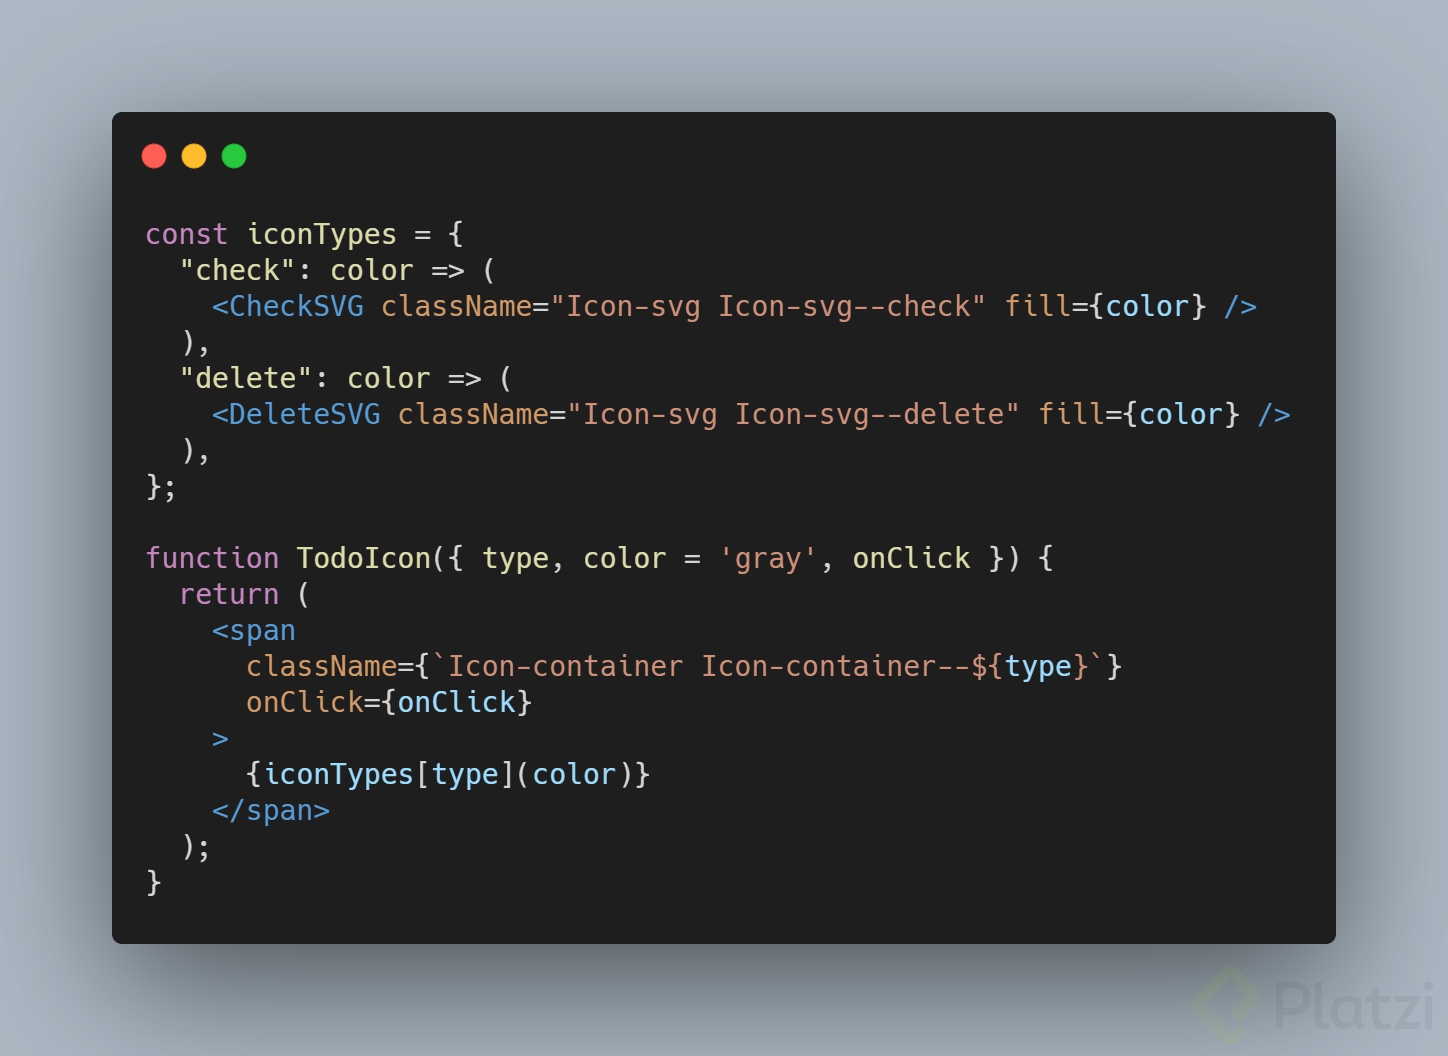 const iconTypes = {
  "check": color => (
    <CheckSVG className="Icon-svg Icon-svg--check" fill={color} />
  ),
  "delete": color => (
    <DeleteSVG className="Icon-svg Icon-svg--delete" fill={color} />
  ),
};

function TodoIcon({ type, color = 'gray', onClick }) {
  return (
    <span
      className={`Icon-container Icon-container--${type}`}
      onClick={onClick}
    >
      {iconTypes[type](color)}
    </span>
  );
}
Platzi